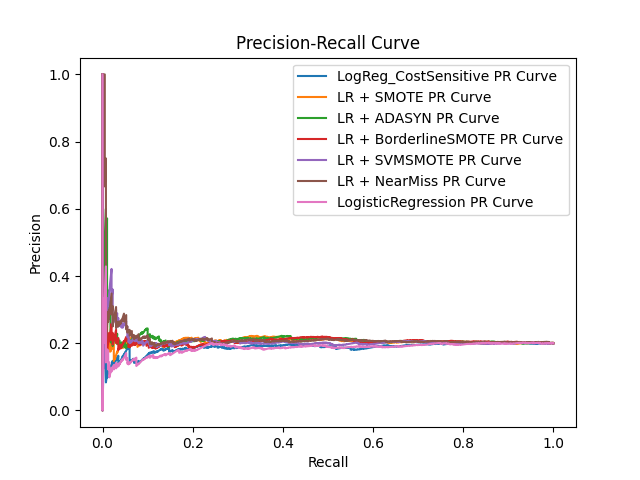 Precision-Recall Curve
LogReg_CostSensitive PR Curve
LR + SMOTE PR Curve
LR + ADASYN PR Curve
LR + BorderlineSMOTE PR Curve
LR + SVMSMOTE PR Curve
LR + NearMiss PR Curve
LogisticRegression PR Curve
Precision
1.0
0.8
0.6
0.4
0.2
0.0
0.0 0.2 0.4 0.6 0.8 1.0
Recall